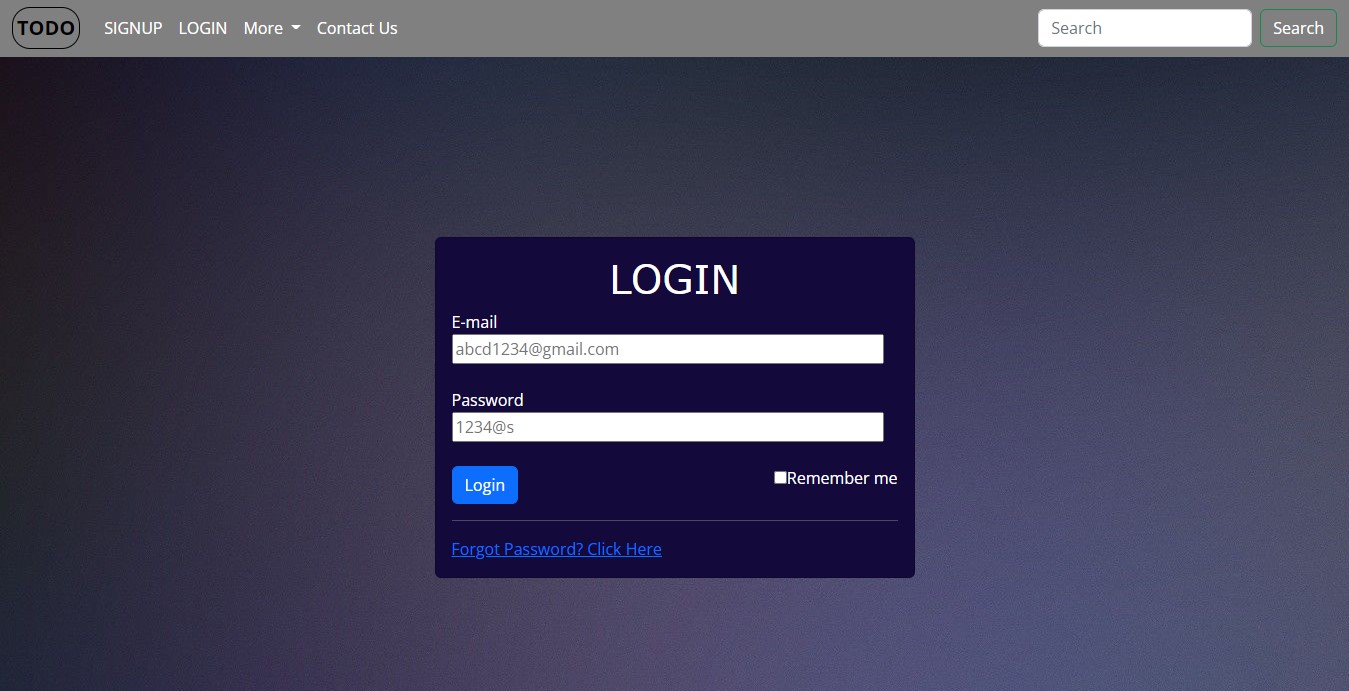 TODO SIGNUP LOGIN More Contact Us Search Search
LOGIN
E-mail
abcd1234@gmail.com
Password
1234@s
Login Remember me
Forgot Password? Click Here